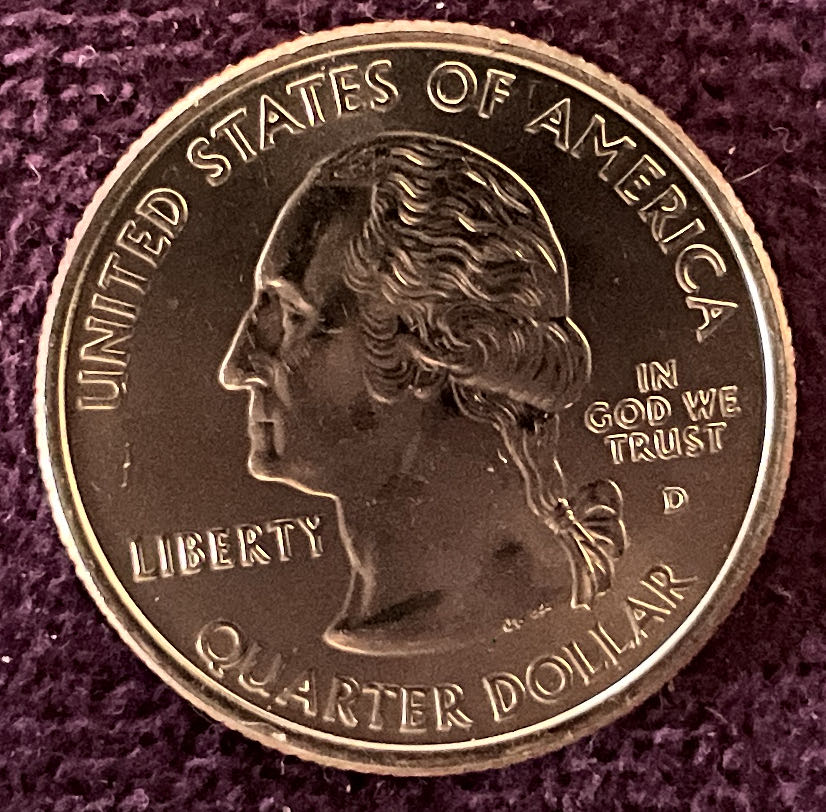 UNITED STATES OF AMERICA
IN
GOD WE
TRUST
D
LIBERTY
QUARTER DOLLAR